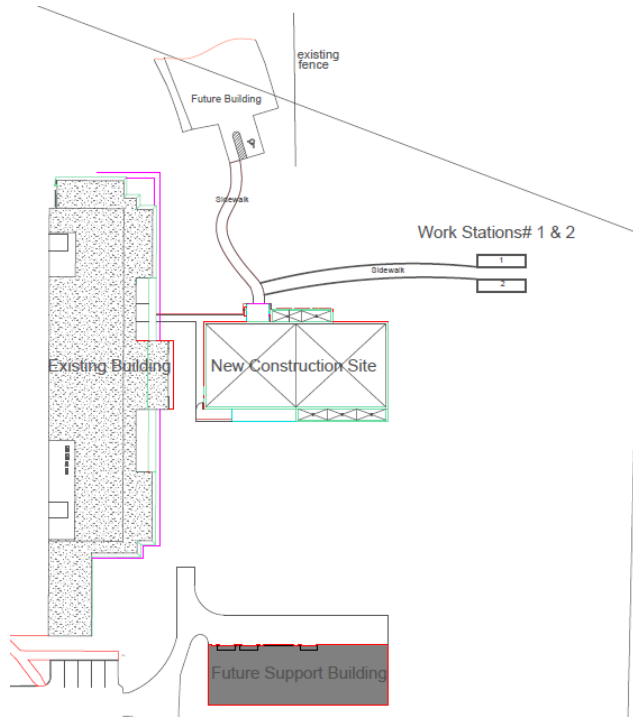 existing
fence
Future Building
Sidewalk
Work Stations# 1 & 2
1
Sidewalk
2
Existing Building
New Construction Site
Future Support Building